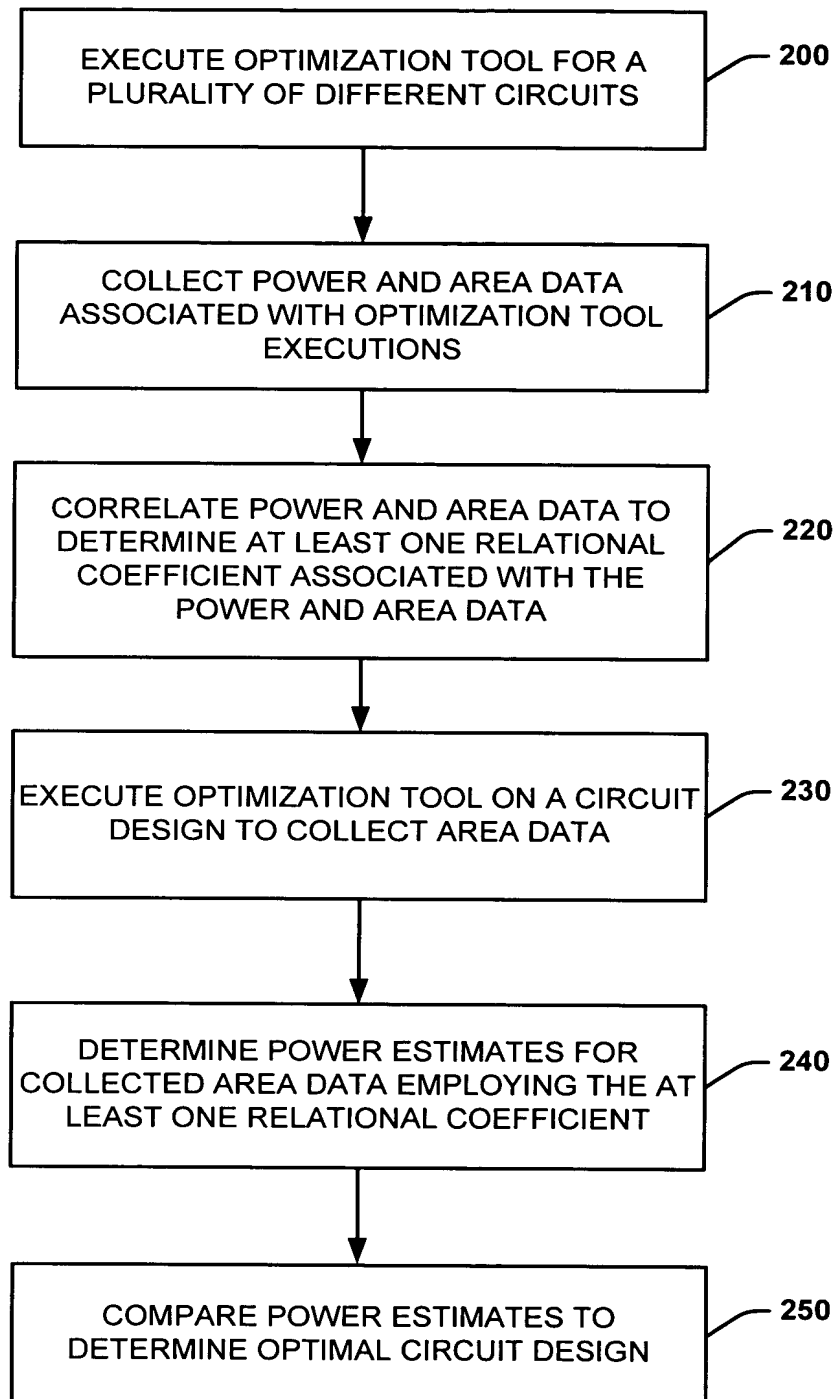 EXECUTE OPTIMIZATION TOOL FOR A
PLURALITY OF DIFFERENT CIRCUITS
200
COLLECT POWER AND AREA DATA
ASSOCIATED WITH OPTIMIZATION TOOL
EXECUTIONS
210
CORRELATE POWER AND AREA DATA TO
DETERMINE AT LEAST ONE RELATIONAL
COEFFICIENT ASSOCIATED WITH THE
POWER AND AREA DATA
220
EXECUTE OPTIMIZATION TOOL ON A CIRCUIT
DESIGN TO COLLECT AREA DATA
230
DETERMINE POWER ESTIMATES FOR
COLLECTED AREA DATA EMPLOYING THE AT
LEAST ONE RELATIONAL COEFFICIENT
240
COMPARE POWER ESTIMATES TO
DETERMINE OPTIMAL CIRCUIT DESIGN
250